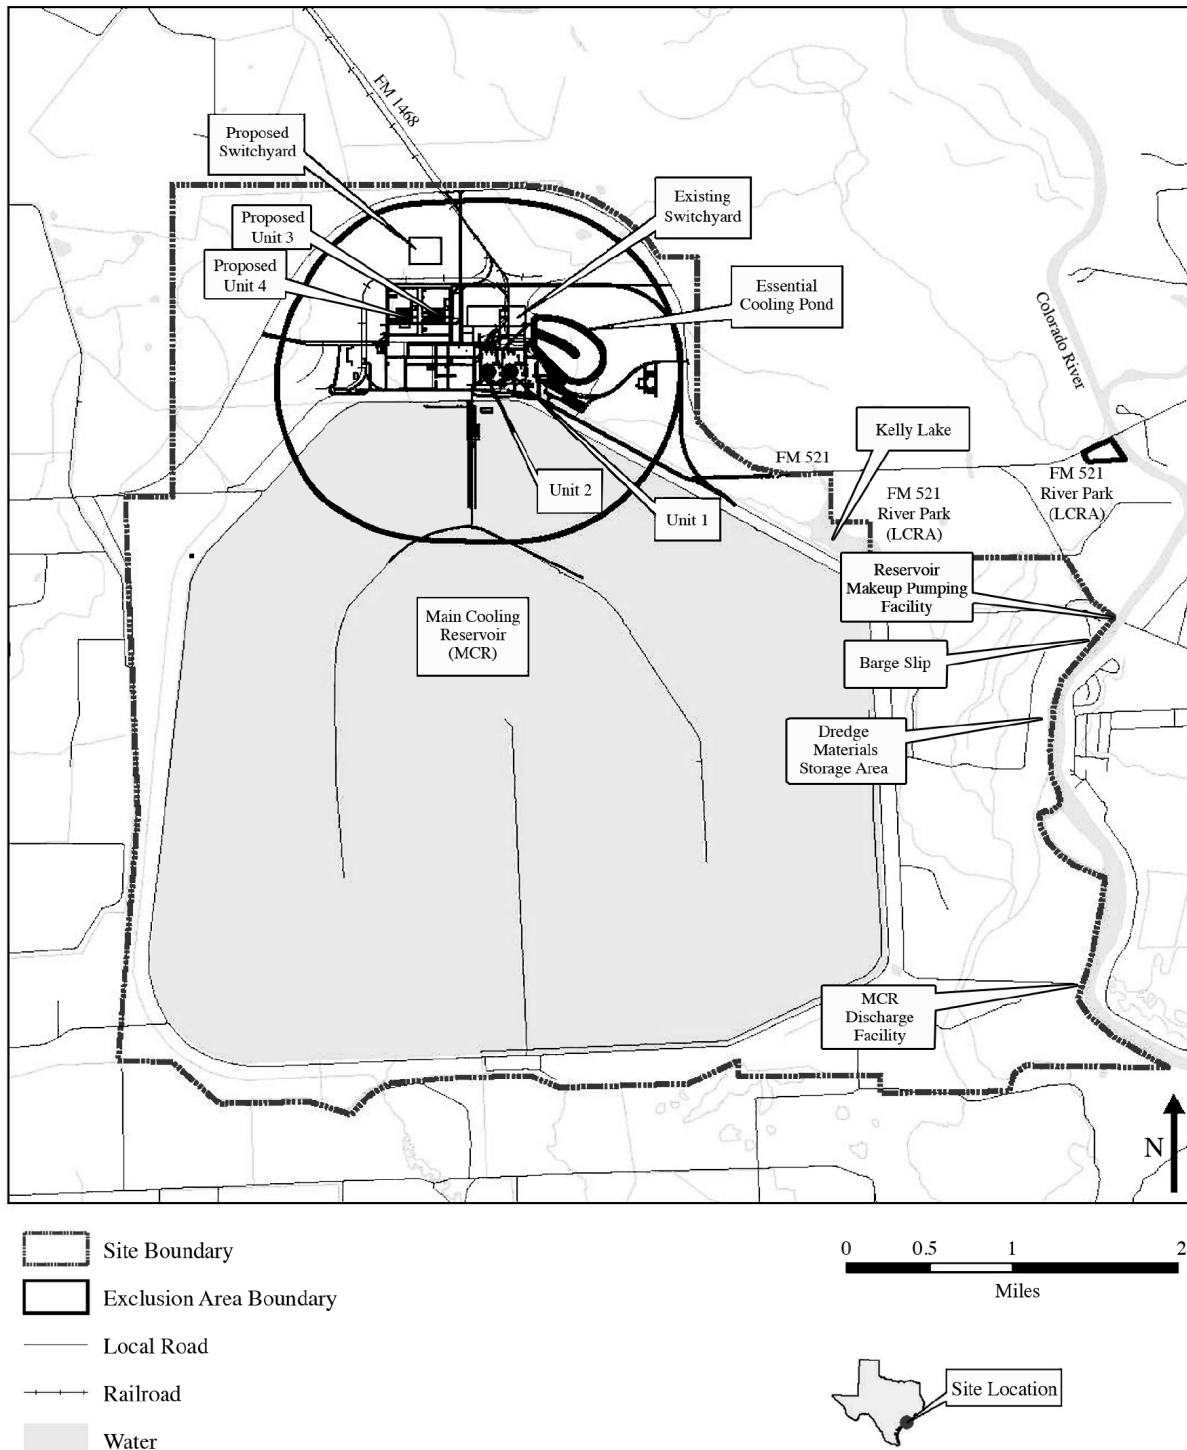 FM 1468
Proposed
Switchyard
Existing
Switchyard
Proposed
Unit 3
Proposed
Unit 4
Essential
Cooling Pond
Colorado River
Kelly Lake
FM 521
FM 521
River Park
(LCRA)
FM 521
River Park
(LCRA)
Unit 2
Unit 1
Reservoir
Makeup Pumping
Facility
Main Cooling
Reservoir
(MCR)
Barge Slip
Dredge
Materials
Storage Area
MCR
Discharge
Facility
N
Site Boundary
Exclusion Area Boundary
Local Road
Railroad
Water
0 0.5 1 2
Miles
Site Location